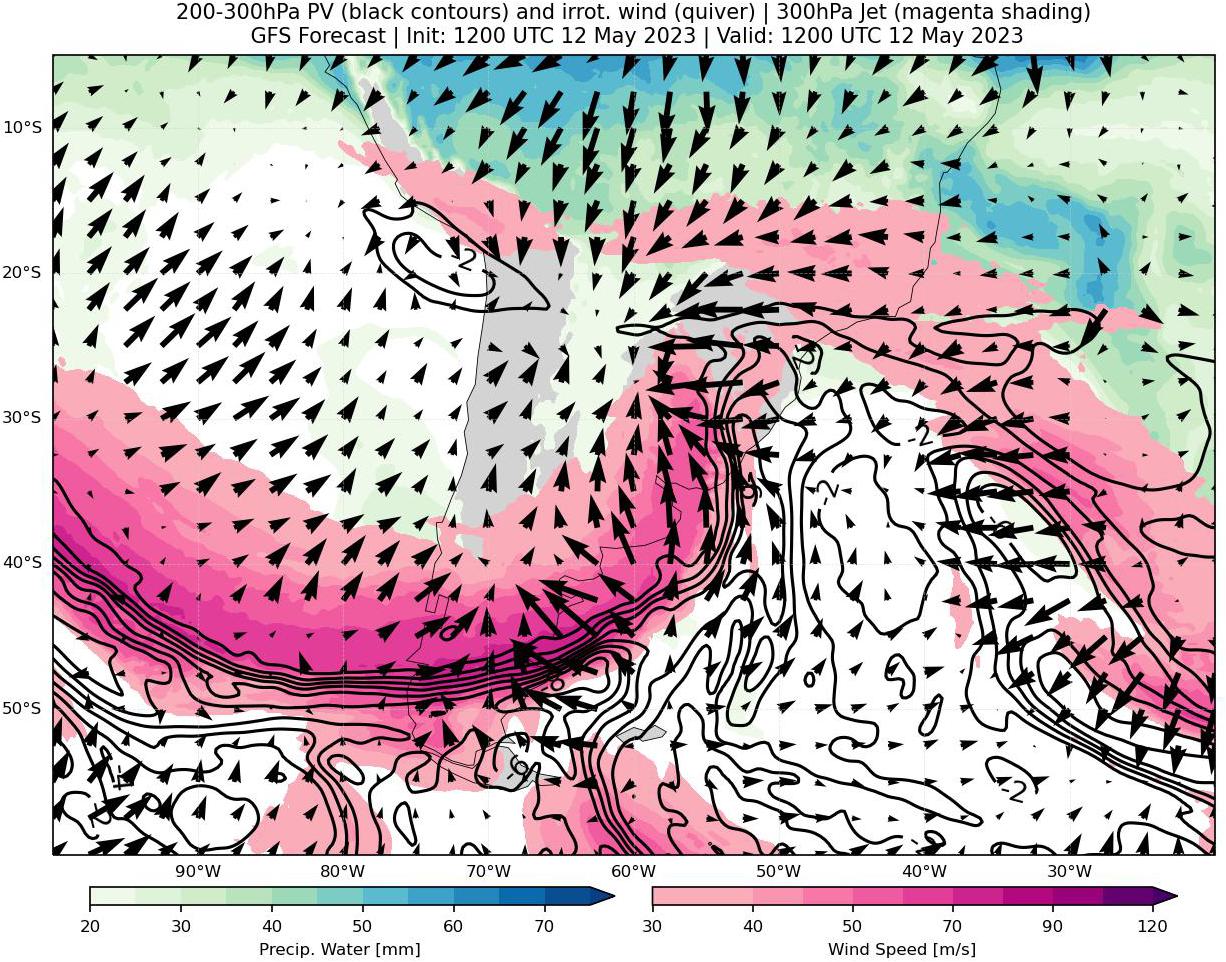 200-300hPa PV (black contours) and irrot. wind (quiver) | 300hPa Jet (magenta shading)
GFS Forecast | Init: 1200 UTC 12 May 2023 | Valid: 1200 UTC 12 May 2023
10°S
20°S
30°S
40°S
50°S
-2
-2
-2
-2
90°W 80°W 70°W 60°W 50°W 40°W 30°W
20 30 40 50 60 70
Precip. Water [mm]
30 40 50 70 90 120
Wind Speed [m/s]